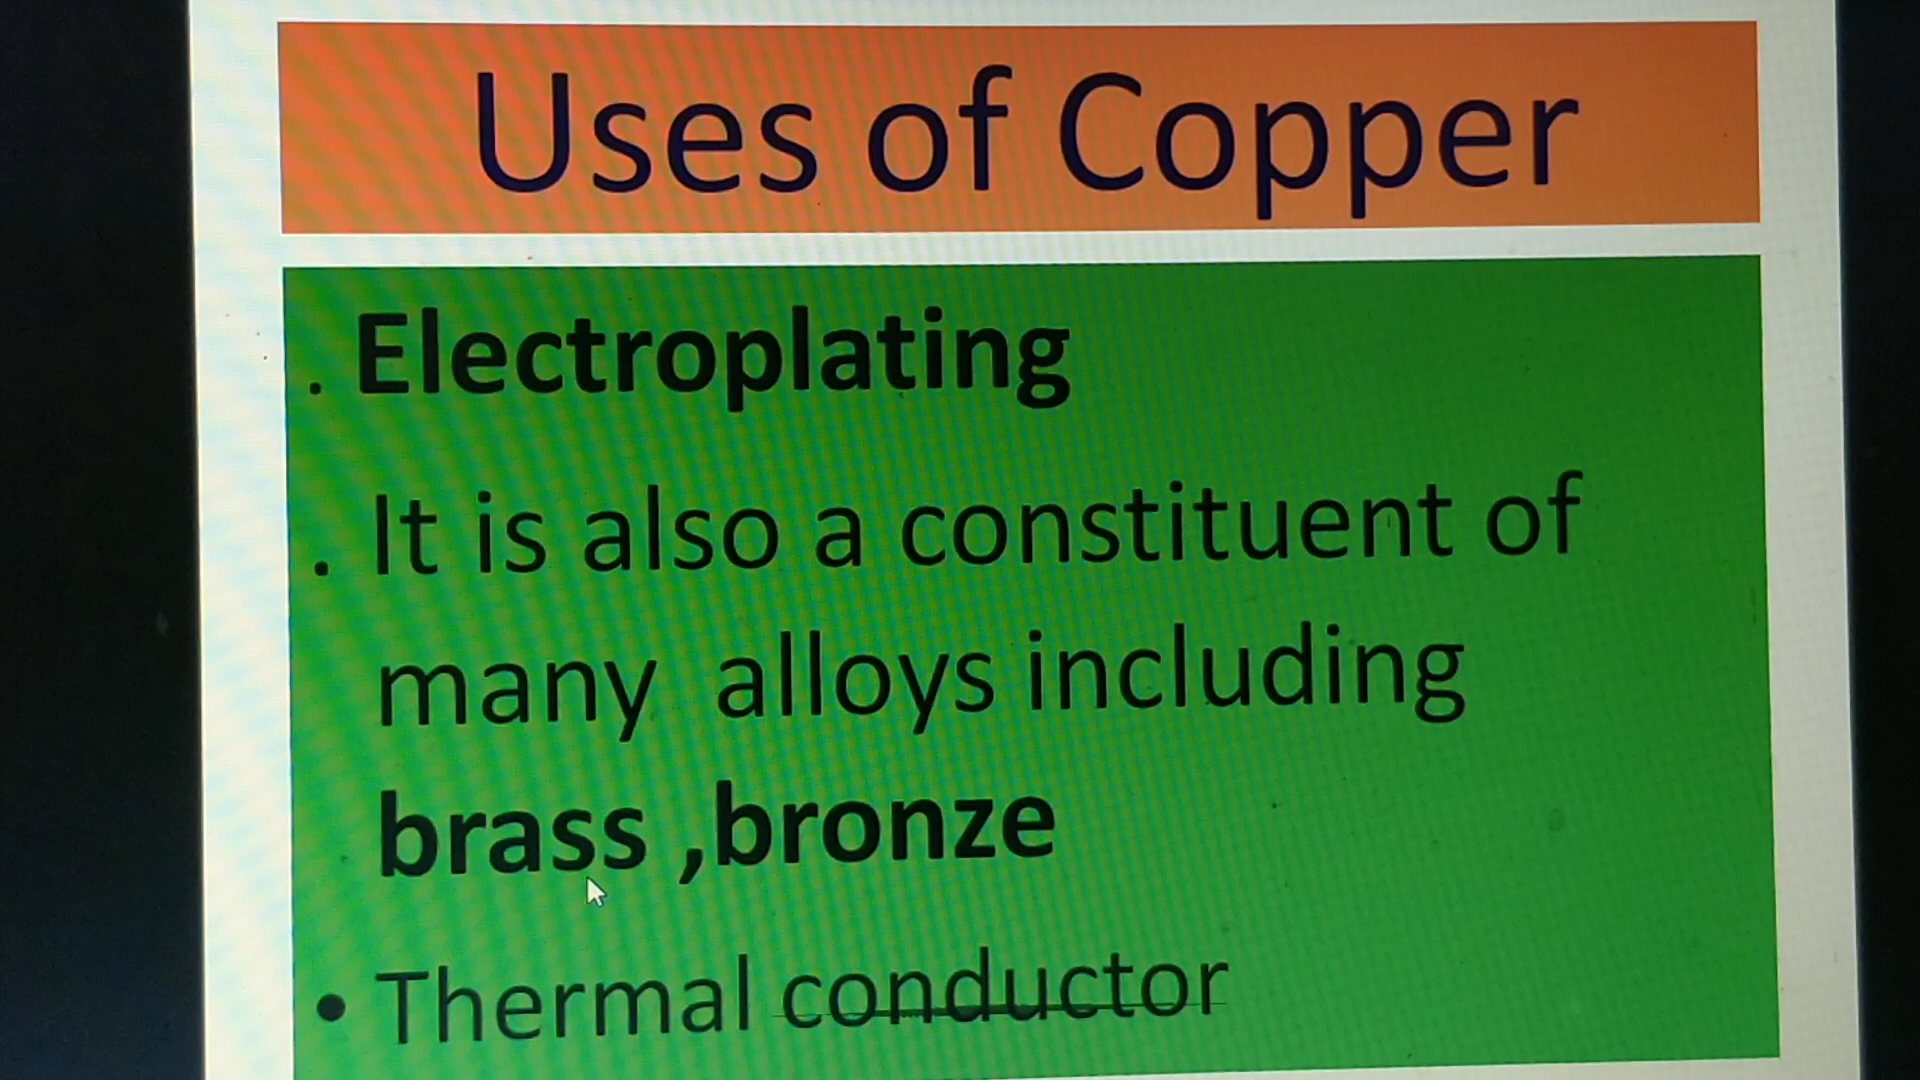 Uses of Copper
. Electroplating
. It is also a constituent of
many alloys including
brass ,bronze
• Thermal conductor